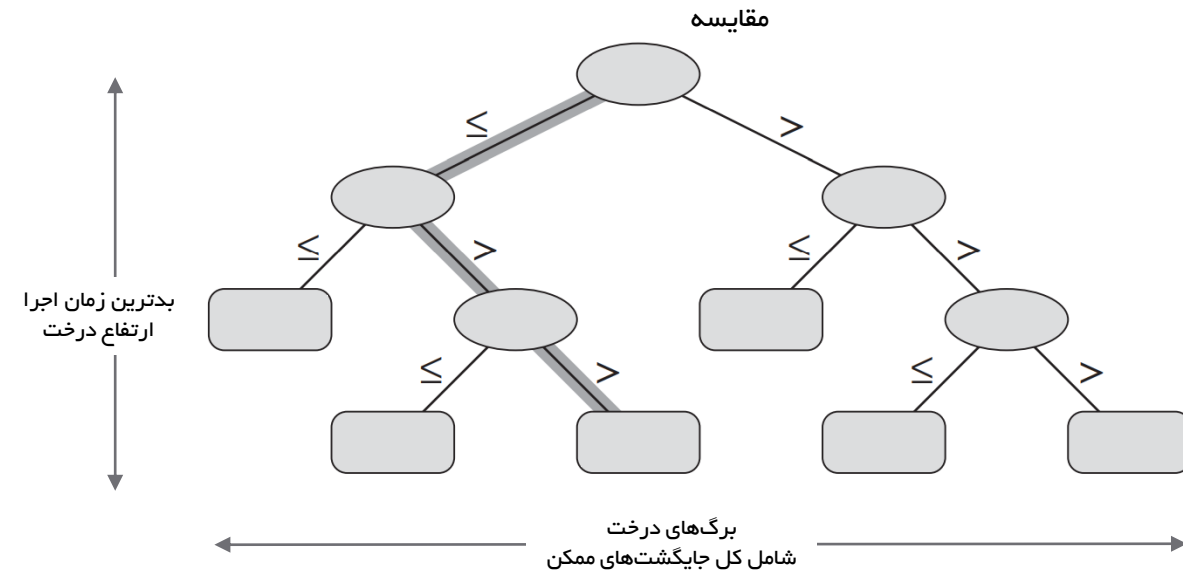 مقایسه
≤
>
≤
>
≤
>
≤
>
≤
>
بدترین زمان اجرا
ارتفاع درخت
برگ‌های درخت
شامل کل جایگشت‌های ممکن